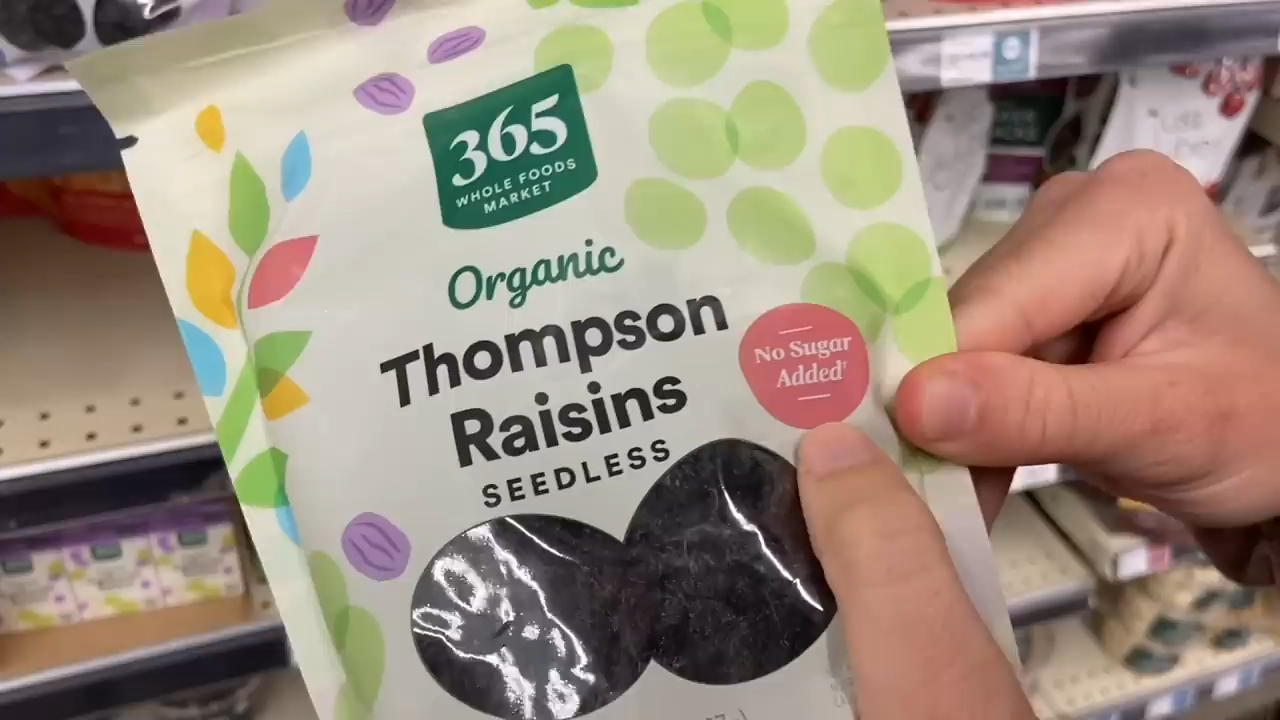 365
WHOLE FOODS
MARKET
Organic
Thompson
Raisins
SEEDLESS
No Sugar
Added†